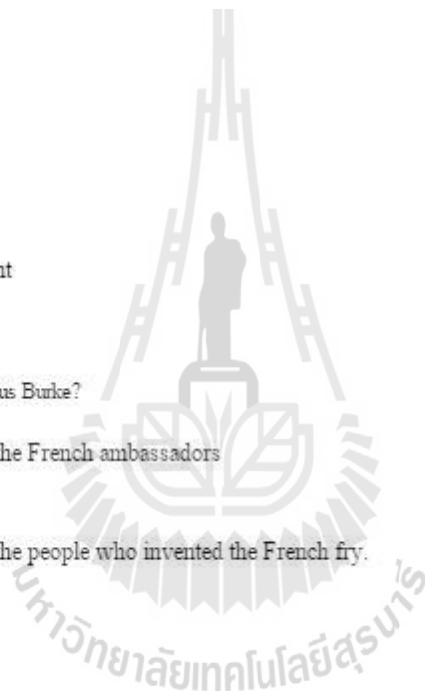 nt
us Burke?
he French ambassadors
he people who invented the French fry.
มหาวิทยาลัยเทคโนโลยีสุรนารี